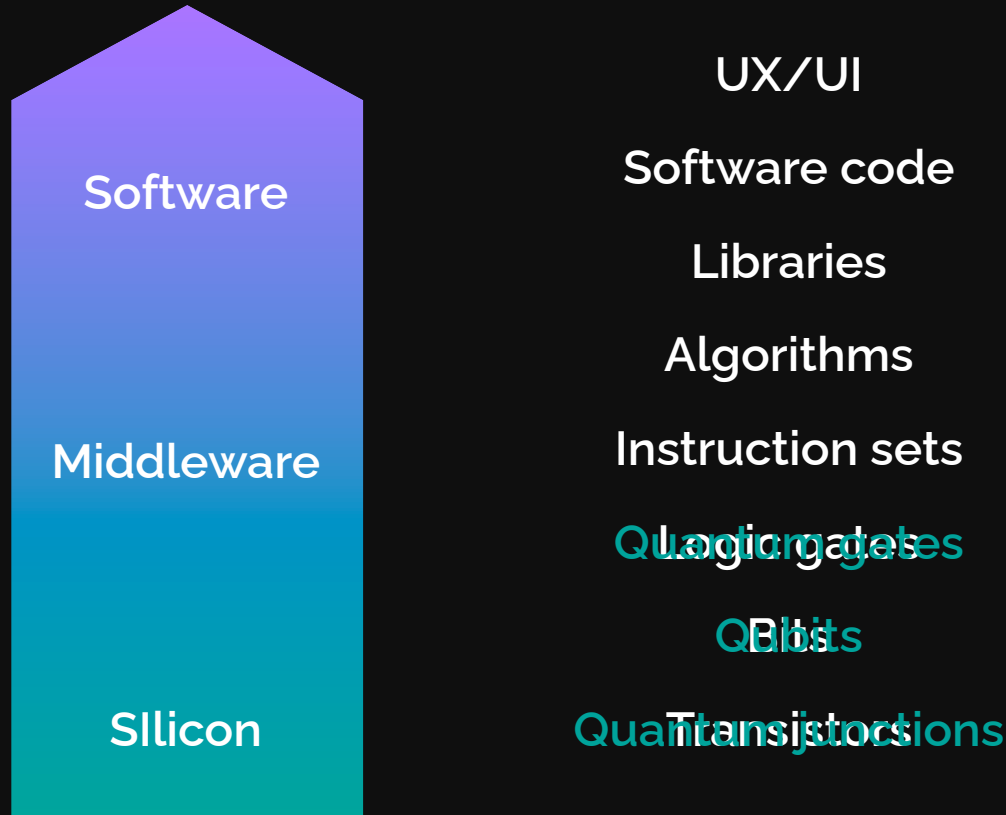 Software
Middleware
SIlicon
UX/UI
Software code
Libraries
Algorithms
Instruction sets
Logic gates
Quantum gates
Bits
Qubits
Transistors
Quantum junctions